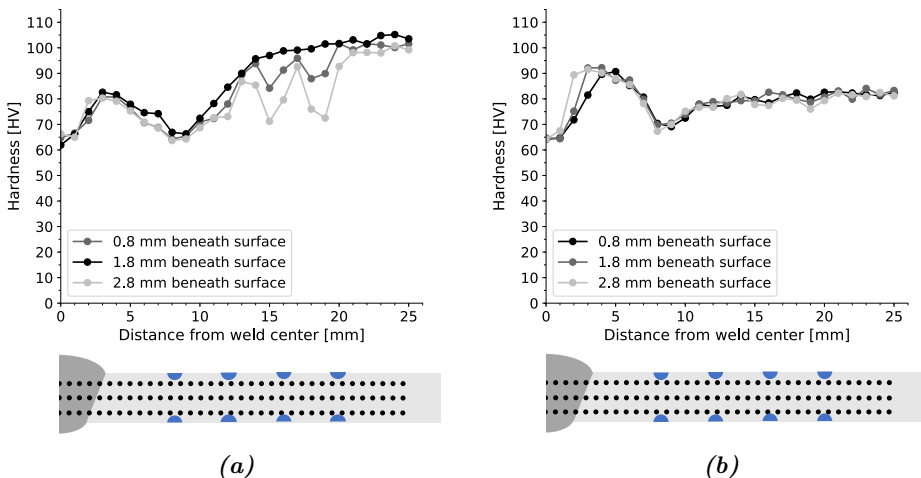 110
100
90
80
70
60
50
40
30
20
10
0
Hardness [HV]
0.8 mm beneath surface
1.8 mm beneath surface
2.8 mm beneath surface
0 5 10 15 20 25
Distance from weld center [mm]
(a)
110
100
90
80
70
60
50
40
30
20
10
0
Hardness [HV]
0.8 mm beneath surface
1.8 mm beneath surface
2.8 mm beneath surface
0 5 10 15 20 25
Distance from weld center [mm]
(b)